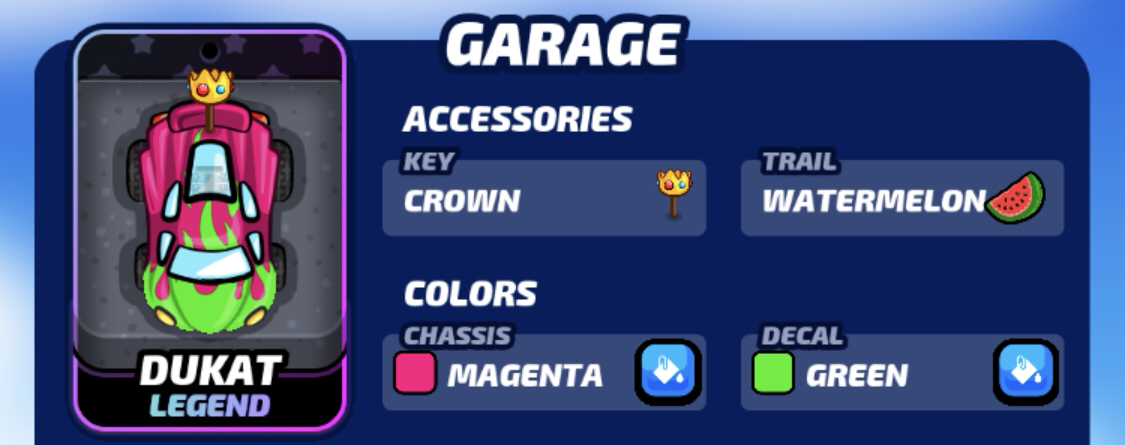 GARAGE
ACCESSORIES
KEY
CROWN
TRAIL
WATERMELON
COLORS
CHASSIS
MAGENTA
DECAL
GREEN
DUKAT
LEGEND